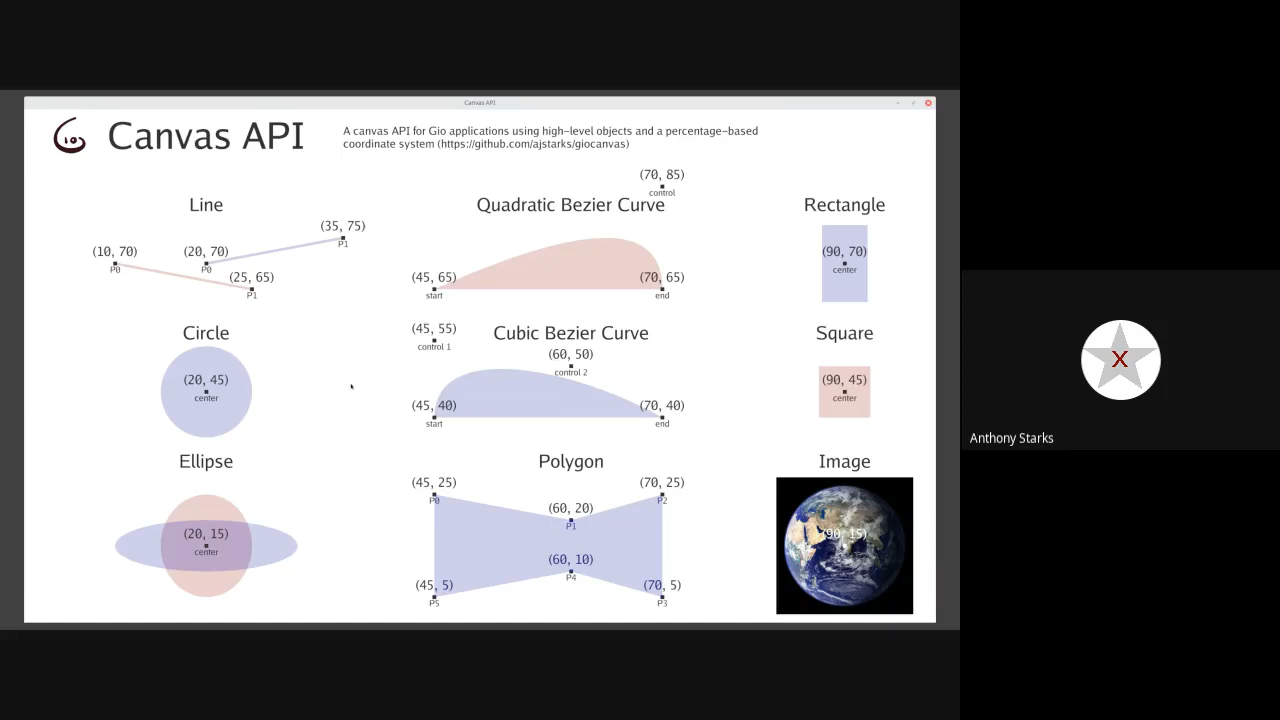 Canvas API
Canvas API
A canvas API for Gio applications using high-level objects and a percentage-based
coordinate system (https://github.com/ajstarks/giocanvas)
(70, 85)
control
Line
Quadratic Bezier Curve
Rectangle
(10, 70)
P0
(20, 70)
P0
(35, 75)
P1
(25, 65)
P1
(45, 65)
start
(70, 65)
end
(90, 70)
center
Circle
(45, 55)
control 1
Cubic Bezier Curve
(60, 50)
control 2
Square
(20, 45)
center
(45, 40)
start
(70, 40)
end
(90, 45)
center
X
Anthony Starks
Ellipse
Polygon
Image
(20, 15)
center
(45, 25)
P0
(60, 20)
P1
(70, 25)
P2
(60, 10)
P4
(45, 5)
P5
(70, 5)
P3
(90, 15)